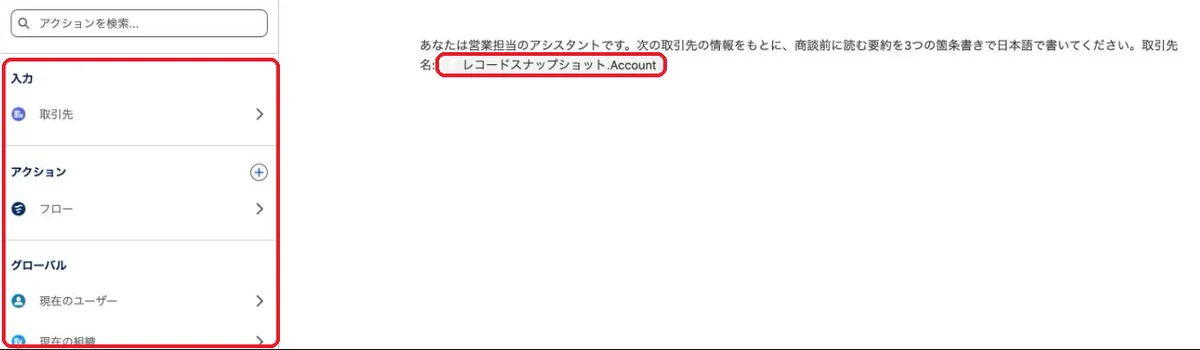 アクションを検索...
入力
取引先
アクション
フロー
グローバル
現在のユーザー
現在の組織
あなたは営業担当のアシスタントです。次の取引先の情報をもとに、商談前に読む要約を3つの箇条書きで日本語で書いてください。取引先
名: レコードスナップショット.Account